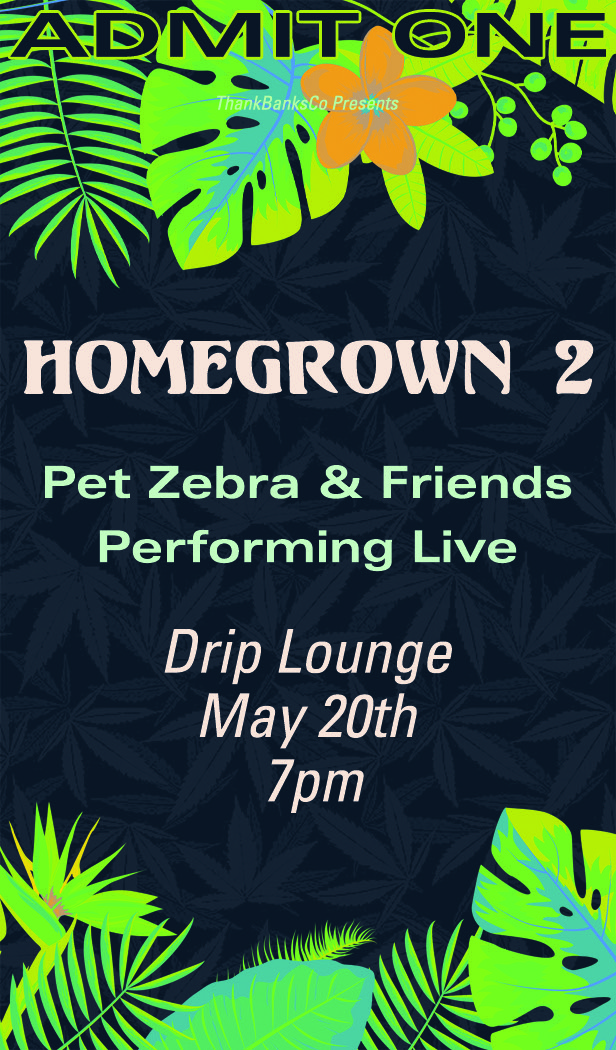 ADMIT ONE
ThankBanksCo Presents
HOMEGROWN 2
Pet Zebra & Friends
Performing Live
Drip Lounge
May 20th
7pm